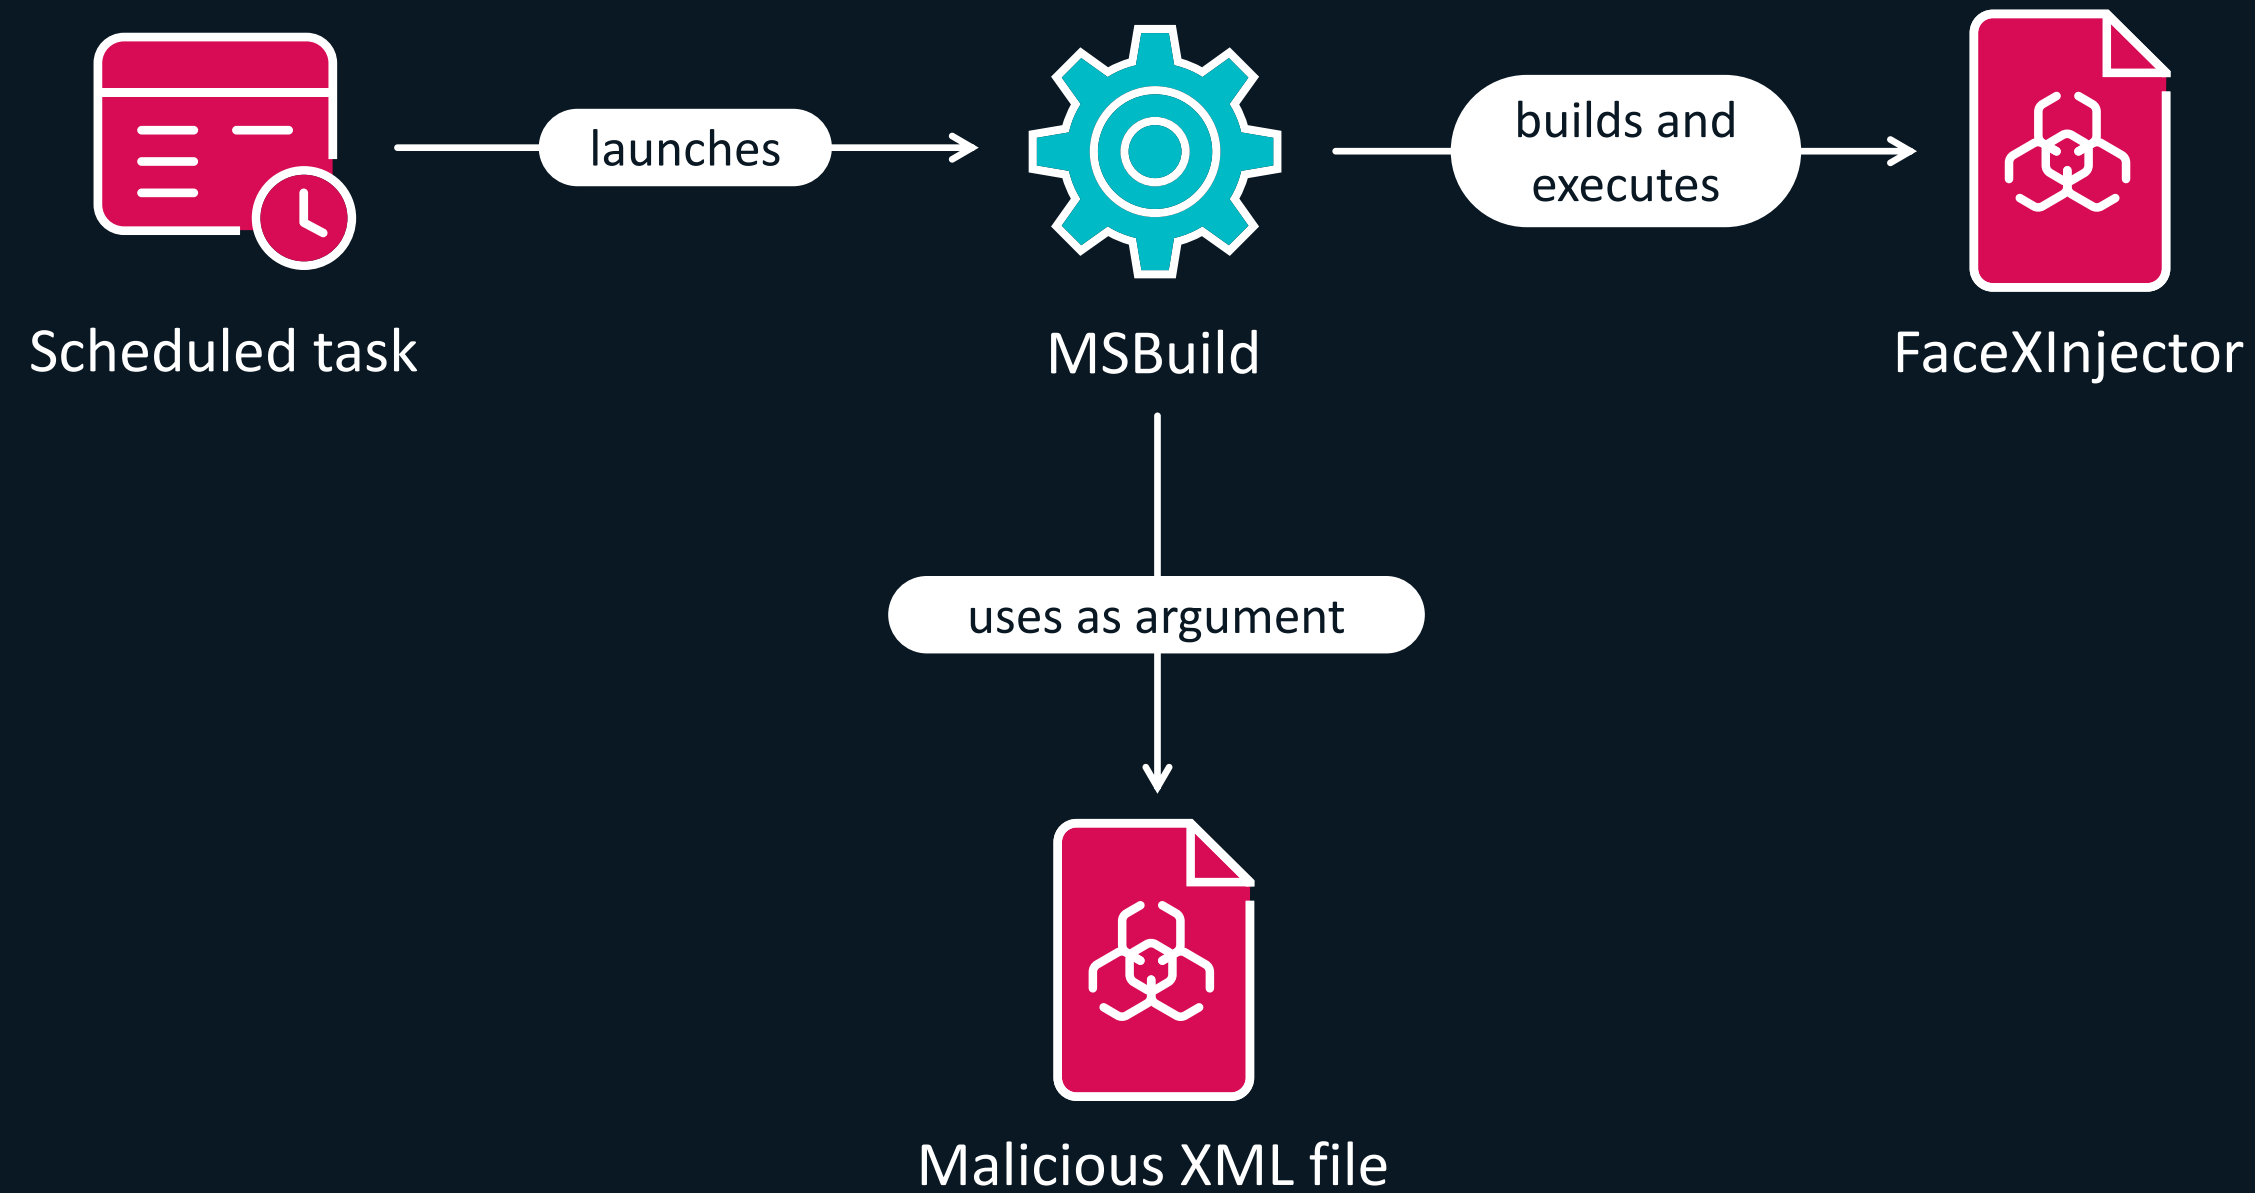 launches
builds and
executes
Scheduled task
MSBuild
FaceXInjector
uses as argument
Malicious XML file